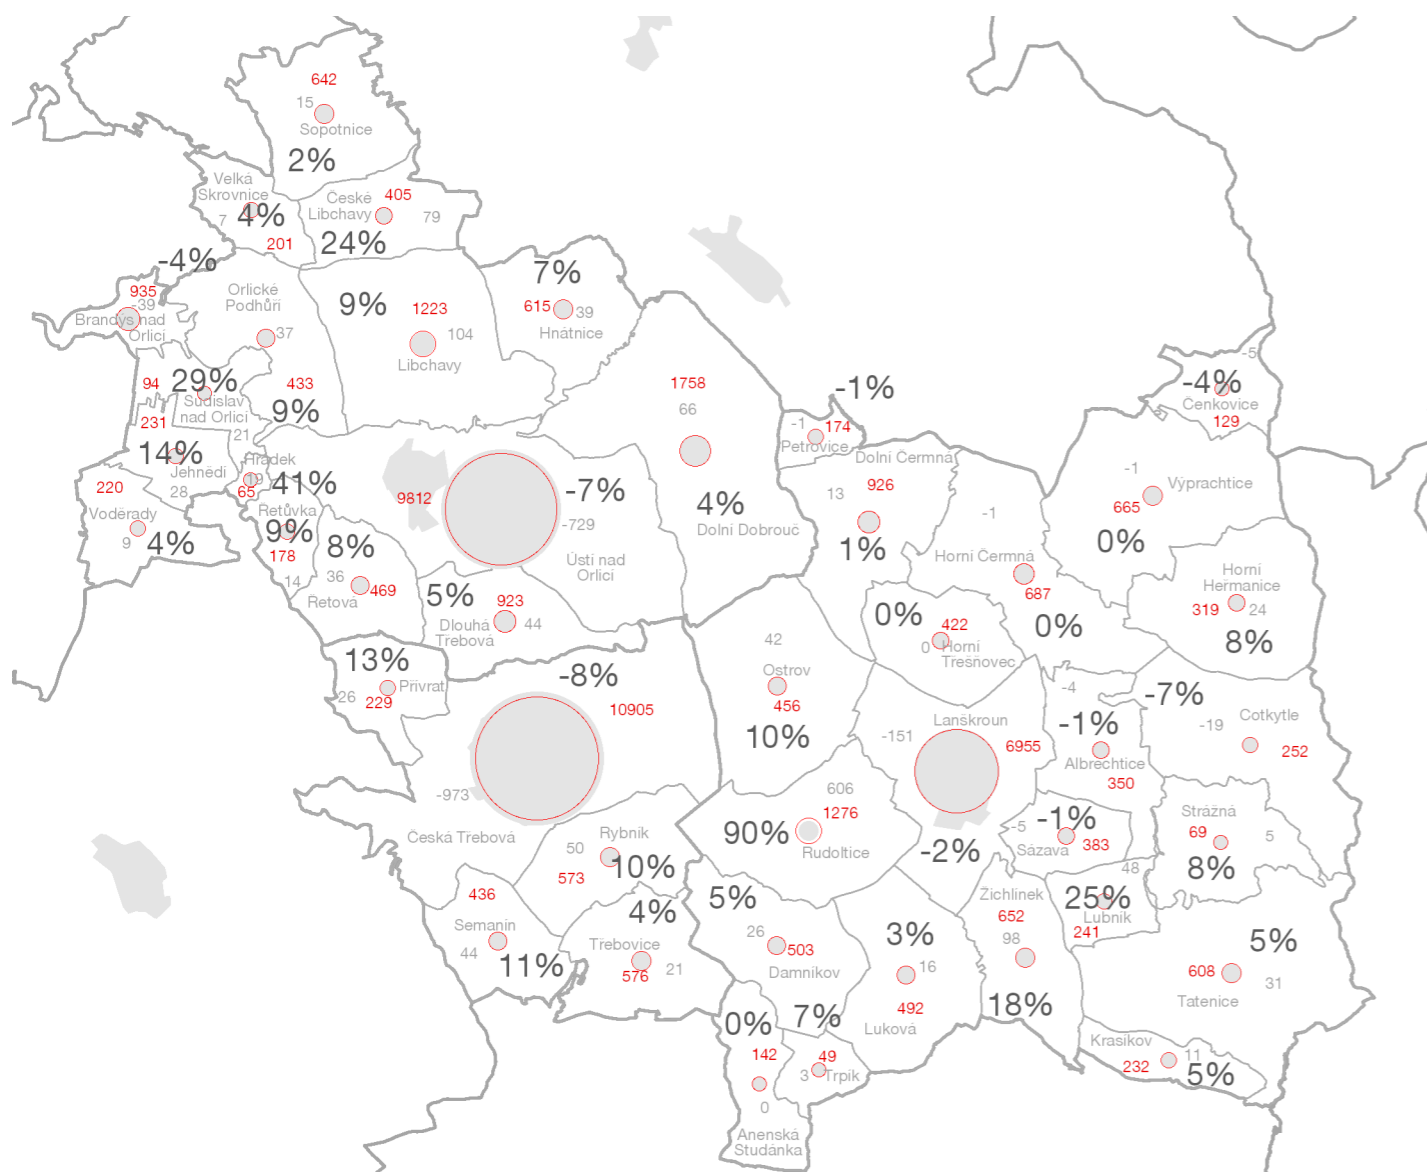 642
15
Sopotnice
2%
Velká
Skrovnice
7
4%
201
České
Libchavy
405
79
24%
-4%
935
-39
Brandýs nad
Orlicí
Orlické
Podhůří
37
433
9%
9%
1223
104
Libchavy
7%
615
39
Hnátnice
94
29%
Sudislav
nad Orlicí
21
231
14%
Jehnědí
28
Hrádek
19
65
41%
220
Voděrady
9
4%
Řetůvka
9%
178
14
8%
36
469
Řetová
9812
-7%
-729
Ústí nad
Orlicí
5%
923
Dlouhá
Třebová
44
1758
66
4%
Dolní Dobrouč
-1%
-1
174
Petrovice
Dolní Čermná
13
926
1%
-1
Horní Čermná
687
0%
-5
-4%
Čenkovice
129
-1
Výprachtice
665
0%
Horní
Heřmanice
319
24
8%
0%
422
0
Horní
Třešňovec
13%
Přívrat
26
229
-8%
10905
-973
Česká Třebová
42
Ostrov
456
10%
Lanškroun
-151
6955
-2%
-4
-1%
Albrechtice
350
-7%
-19
Cotkytle
252
606
1276
90%
Rudoltice
-5
-1%
Sázava
383
Strážná
69
5
8%
Rybník
50
10%
573
436
Semanín
44
11%
4%
Třebovice
576
21
5%
26
503
Damníkov
3%
16
492
Luková
Žichlínek
652
98
18%
48
25%
Lubník
241
5%
608
31
Tatenice
0%
142
0
Anenská
Studánka
7%
49
3
Trpík
Krasíkov
232
11
5%